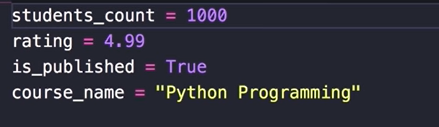 students_count = 1000
rating = 4.99
is_published = True
course_name = "Python Programming"